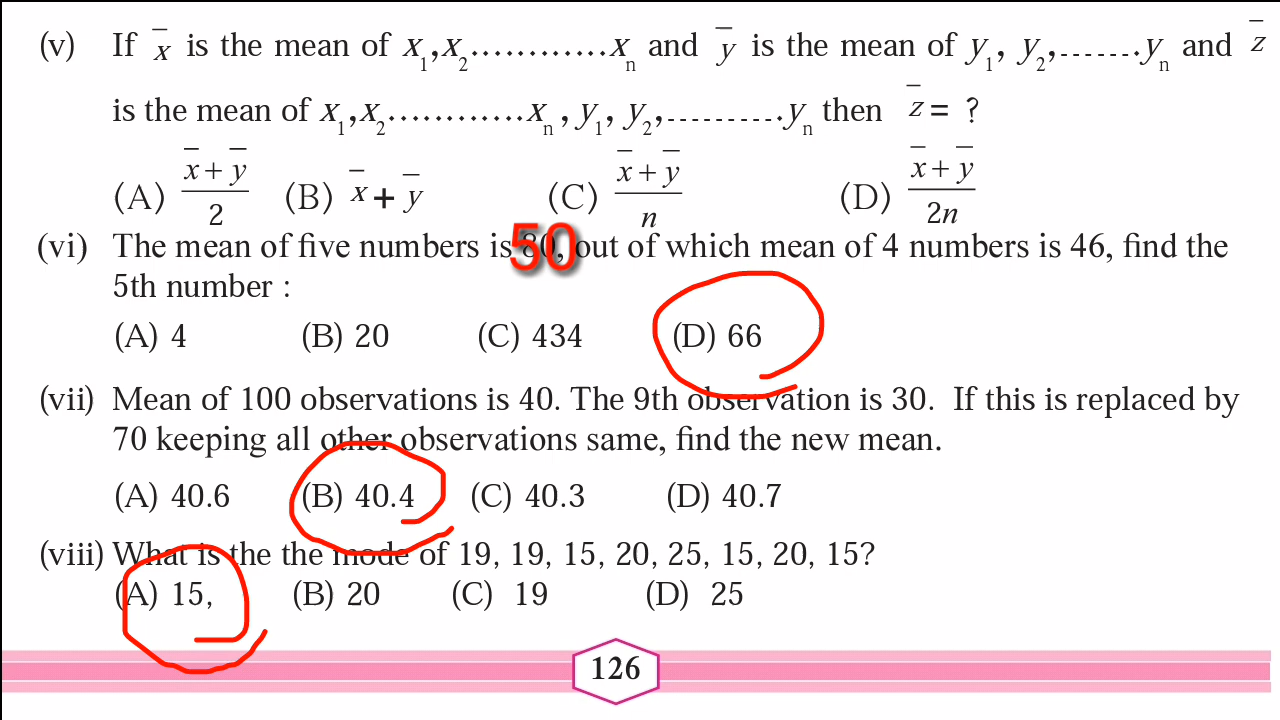 (v) If x̄ is the mean of x₁,x₂............xₙ and ȳ is the mean of y₁, y₂,.......yₙ and z̄
is the mean of x₁,x₂............xₙ, y₁, y₂,..........yₙ then z̄ = ?
(A) (x̄ + ȳ)/2 (B) x̄ + ȳ (C) (x̄ + ȳ)/n (D) (x̄ + ȳ)/2n
(vi) The mean of five numbers is 50, out of which mean of 4 numbers is 46, find the
5th number :
(A) 4 (B) 20 (C) 434 (D) 66
(vii) Mean of 100 observations is 40. The 9th observation is 30. If this is replaced by
70 keeping all other observations same, find the new mean.
(A) 40.6 (B) 40.4 (C) 40.3 (D) 40.7
(viii) What is the the mode of 19, 19, 15, 20, 25, 15, 20, 15?
(A) 15, (B) 20 (C) 19 (D) 25
126